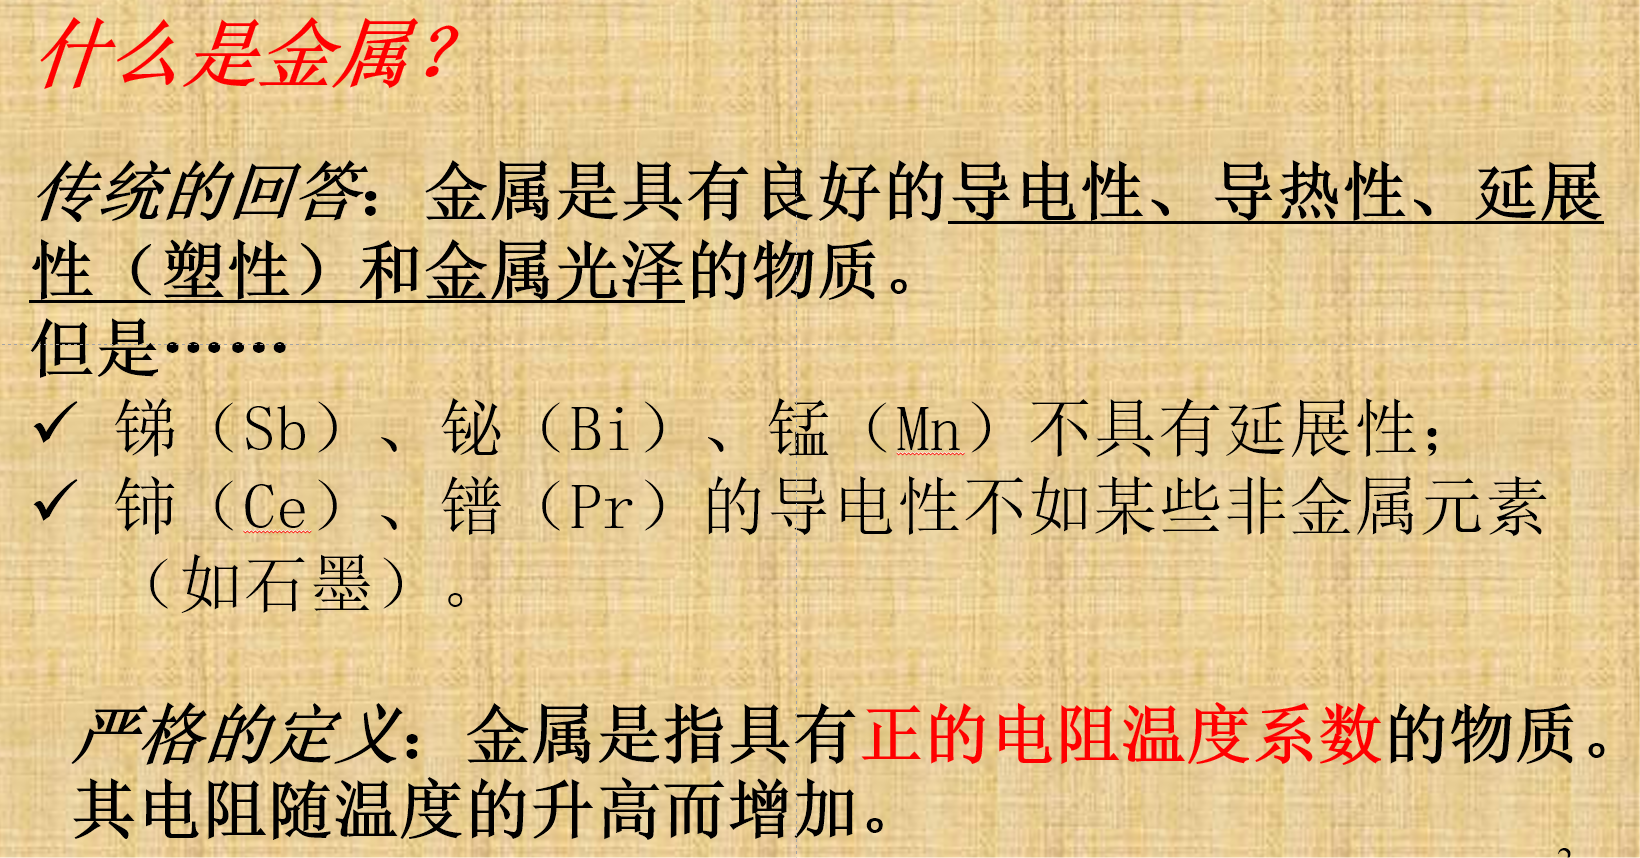 什么是金属？
传统的回答：金属是具有良好的导电性、导热性、延展
性（塑性）和金属光泽的物质。
但是……
✓ 锑（Sb）、铋（Bi）、锰（Mn）不具有延展性；
✓ 铈（Ce）、镨（Pr）的导电性不如某些非金属元素
（如石墨）。
严格的定义：金属是指具有正的电阻温度系数的物质。
其电阻随温度的升高而增加。